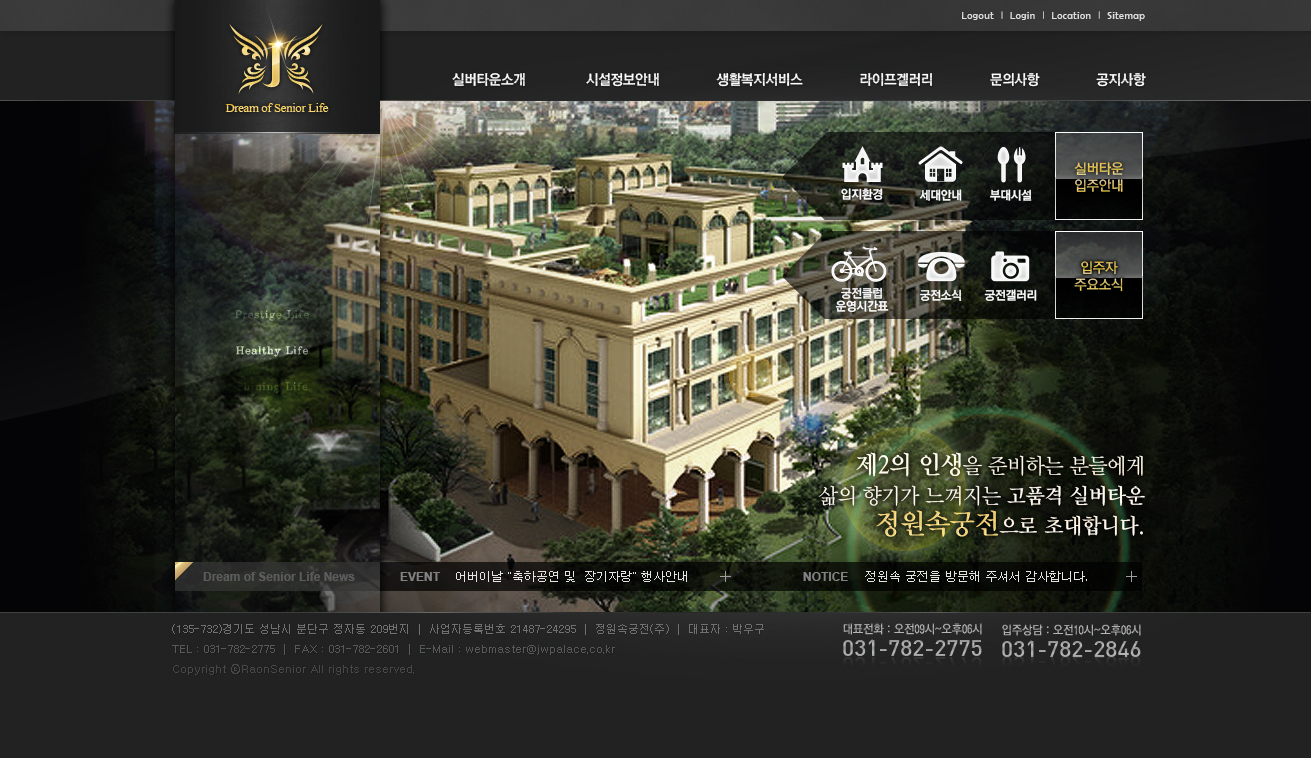 Logout | Login | Location | Sitemap
J
Dream of Senior Life
실버타운소개 시설정보안내 생활복지서비스 라이프겔러리 문의사항 공지사항
입지환경 세대안내 부대시설
실버타운
입주안내
궁전클럽
운영시간표
궁전소식 궁전갤러리
입주자
주요소식
Prestige Life
Healthy Life
제2의 인생을 준비하는 분들에게
삶의 향기가 느껴지는 고품격 실버타운
정원속궁전으로 초대합니다.
Dream of Senior Life News
EVENT 어버이날 "축하공연 및 장기자랑" 행사안내
NOTICE 정원속 궁전을 방문해 주셔서 감사합니다.
(135-732)경기도 성남시 분단구 정자동 209번지 | 사업자등록번호 21487-24295 | 정원속궁전(주) | 대표자 : 박우구
TEL : 031-782-2775 | FAX : 031-782-2601 | E-Mail : webmaster@jwpalace,co,kr
Copyright ⓒRaonSenior All rights reserved,
대표전화 : 오전09시~오후06시
031-782-2775
입주상담 : 오전10시~오후06시
031-782-2846